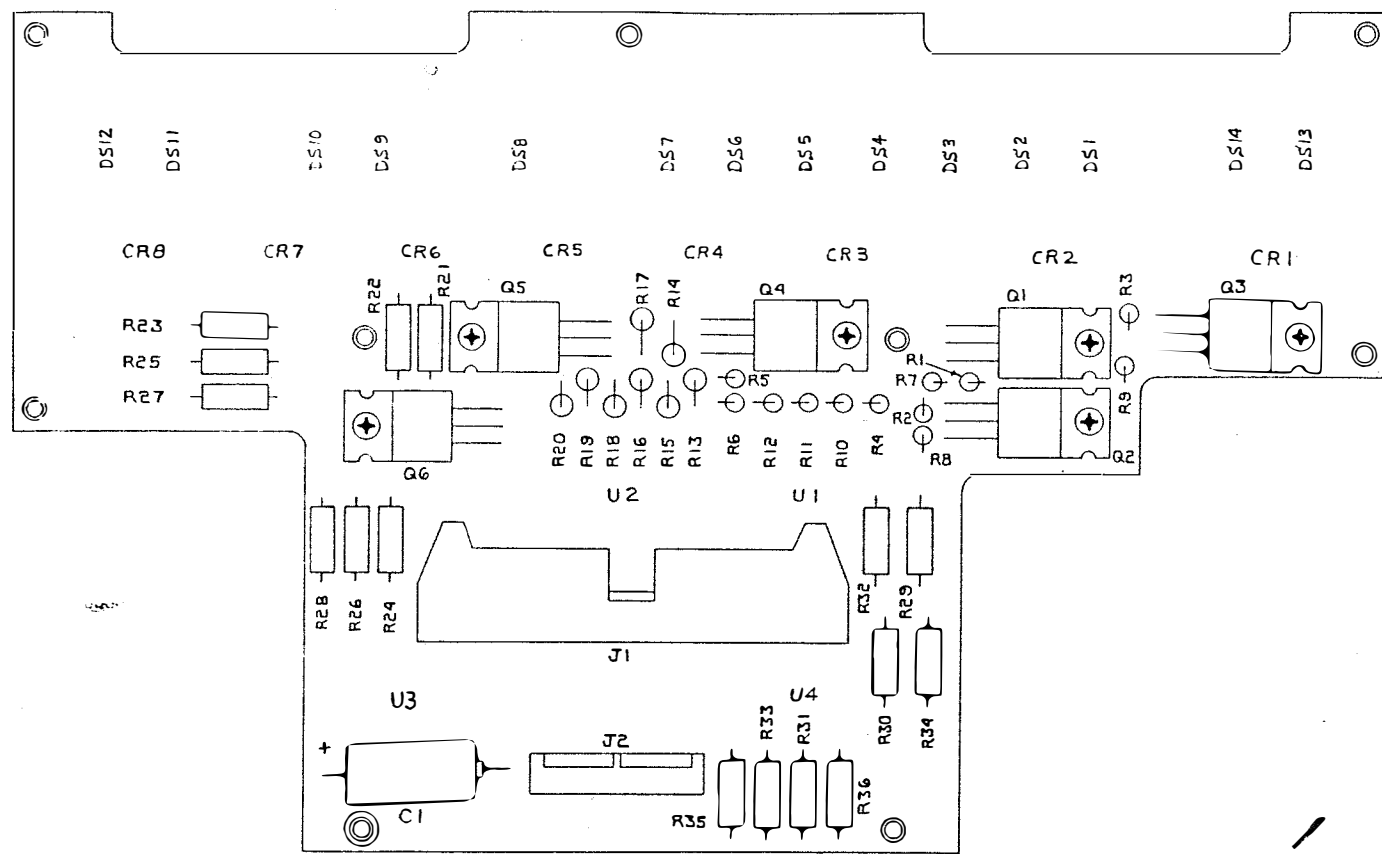 DS12
DS11
DS10
DS9
DS8
DS7
DS6
DS5
DS4
DS3
DS2
DS1
DS14
DS13
CR8
CR7
CR6
CR5
CR4
CR3
CR2
CR1
R22
R21
Q5
R17
R14
Q4
Q1
R3
Q3
R23
R25
R27
R5
R1
R7
R2
R9
Q6
R20
R19
R18
R16
R15
R13
R6
R12
R11
R10
R4
R8
Q2
U2
U1
R28
R26
R24
R32
R29
J1
U3
U4
R33
R31
R30
R34
+
J2
C1
R35
R36